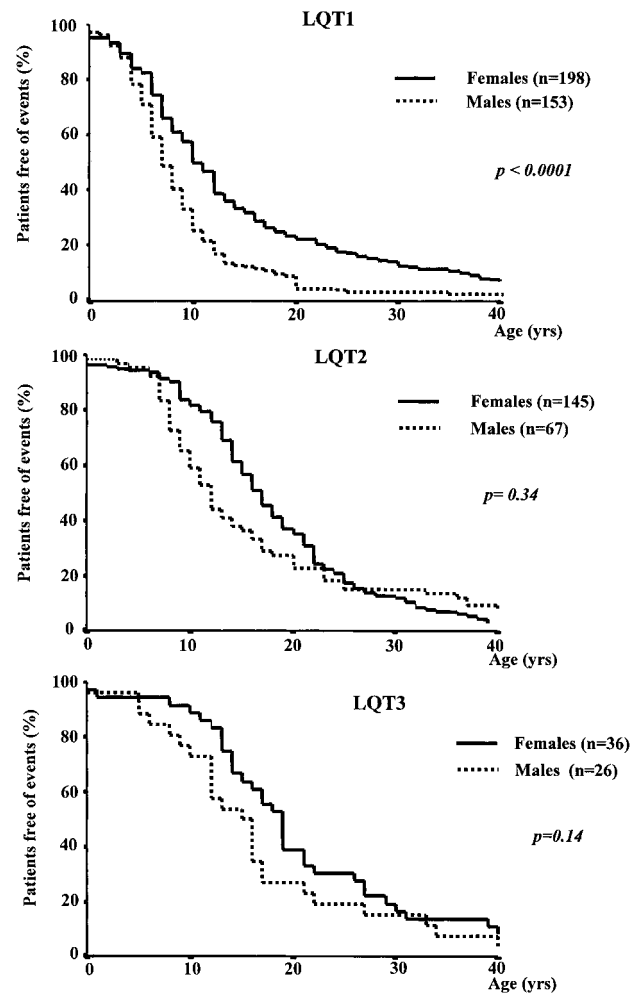 LQT1
Patients free of events (%)
100
80
60
40
20
0
Females (n=198)
Males (n=153)
p < 0.0001
0
10
20
30
40
Age (yrs)
LQT2
Patients free of events (%)
100
80
60
40
20
0
Females (n=145)
Males (n=67)
p= 0.34
0
10
20
30
40
Age (yrs)
LQT3
Patients free of events (%)
100
80
60
40
20
0
Females (n=36)
Males (n=26)
p=0.14
0
10
20
30
40
Age (yrs)